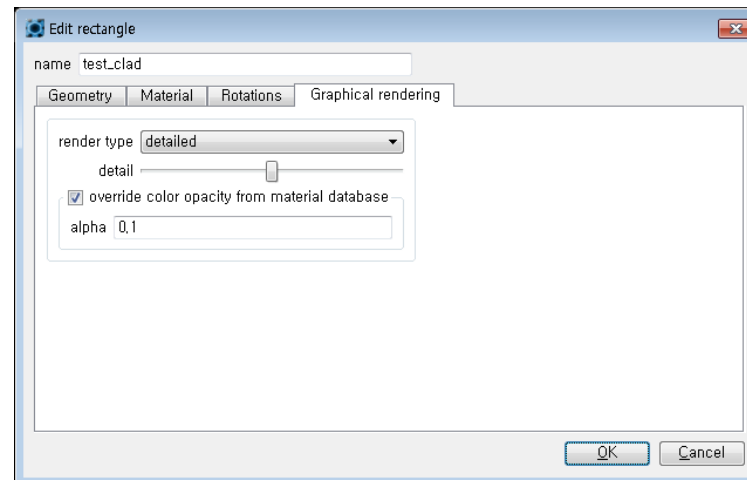 Edit rectangle
name test_clad
Geometry Material Rotations Graphical rendering
render type detailed
detail
override color opacity from material database
alpha 0,1
OK Cancel